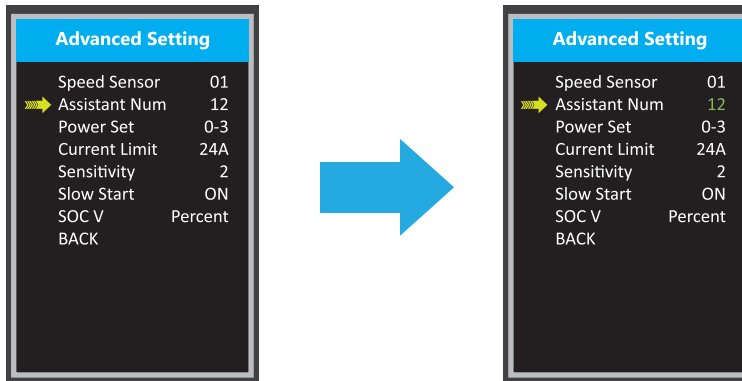 Advanced Setting
Speed Sensor 01
Assistant Num 12
Power Set 0-3
Current Limit 24A
Sensitivity 2
Slow Start ON
SOC V Percent
BACK
Advanced Setting
Speed Sensor 01
Assistant Num 12
Power Set 0-3
Current Limit 24A
Sensitivity 2
Slow Start ON
SOC V Percent
BACK